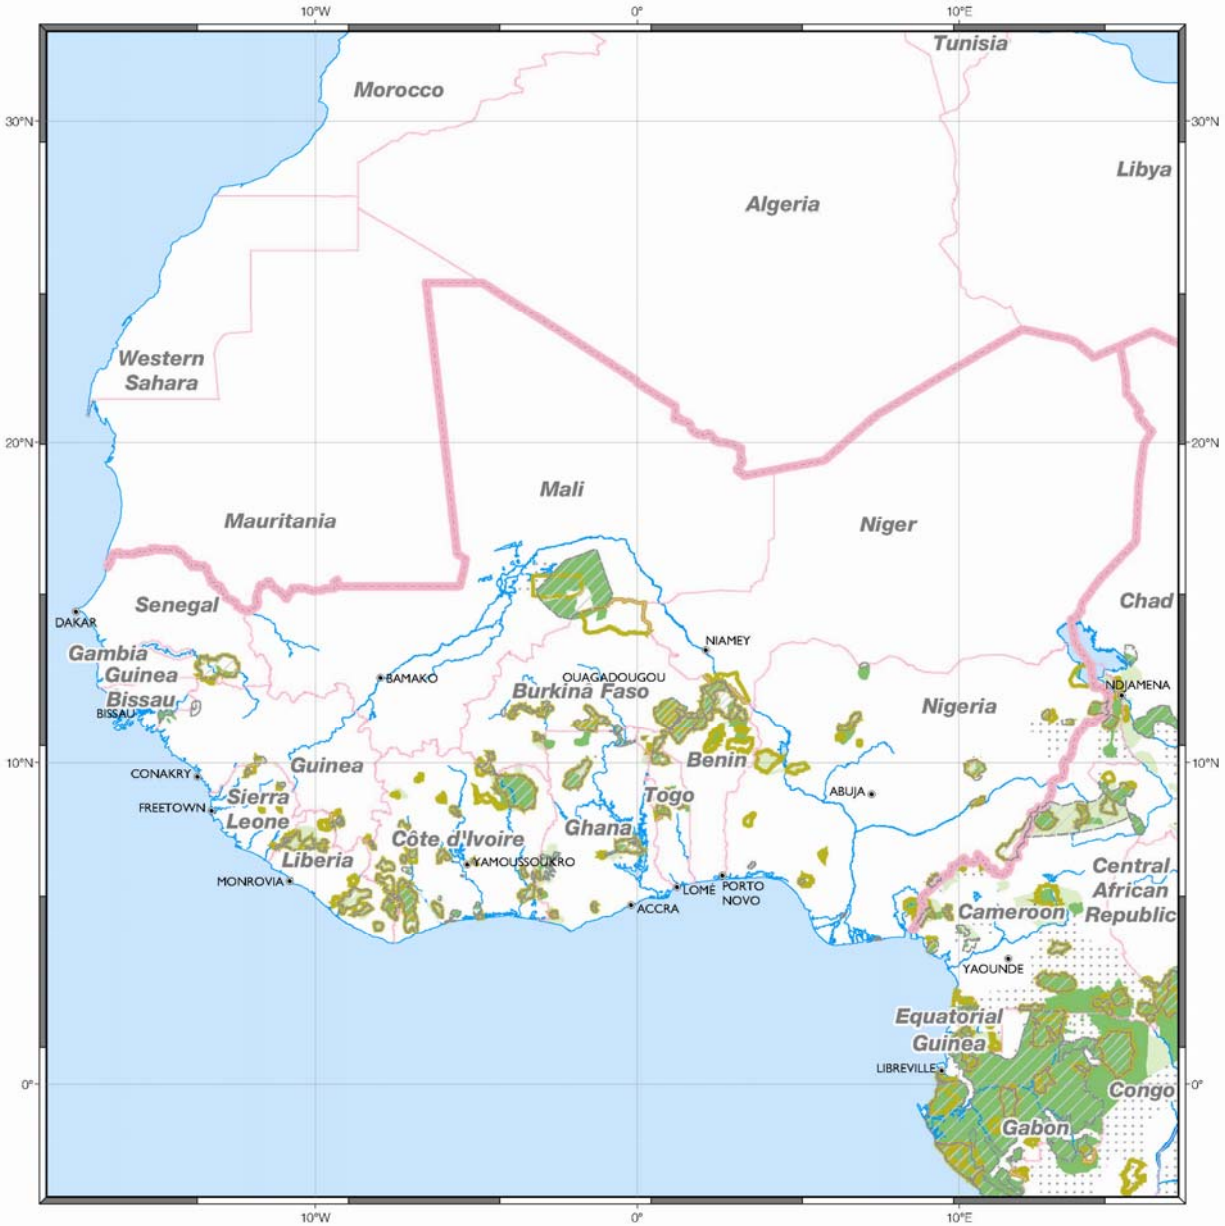 10°W
0°
10°E
Tunisia
Morocco
30°N
30°N
Libya
Algeria
Western
Sahara
20°N
20°N
Mali
Mauritania
Niger
Senegal
Chad
DAKAR
NIAMEY
Gambia
Guinea
Bissau
BISSAU
BAMAKO
OUAGADOUGOU
Burkina Faso
NDJAMENA
Nigeria
10°N
10°N
CONAKRY
Guinea
Benin
FREETOWN
Sierra
Leone
Togo
ABUJA
Ghana
Côte d'Ivoire
Liberia
YAMOUSSOUKRO
MONROVIA
LOMÉ
PORTO
NOVO
ACCRA
Central
African
Republic
Cameroon
YAOUNDE
Equatorial
Guinea
LIBREVILLE
0°
0°
Congo
Gabon
10°W
0°
10°E